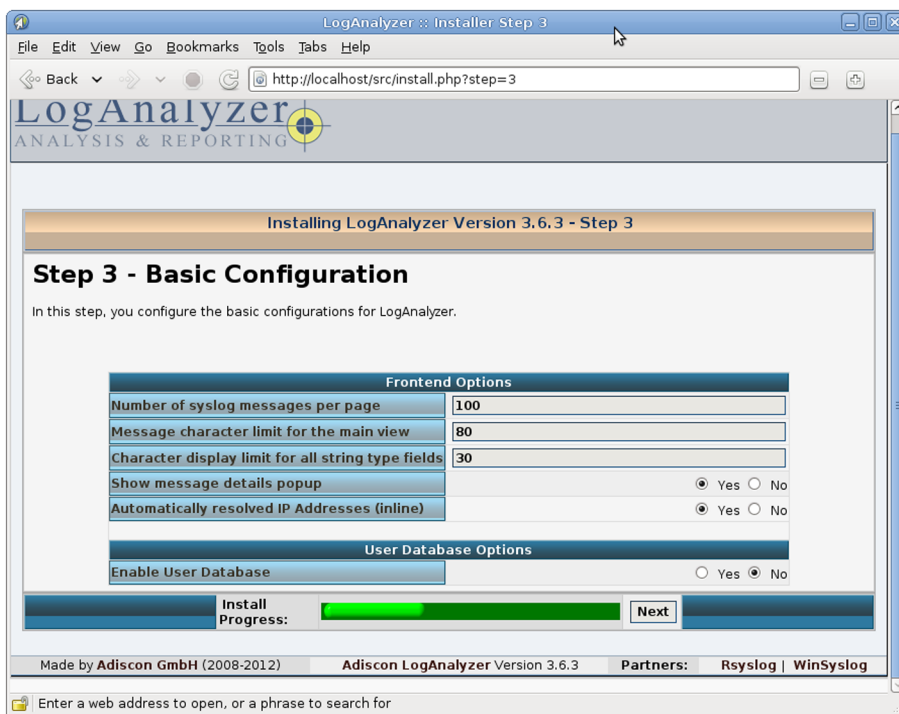 LogAnalyzer :: Installer Step 3
File Edit View Go Bookmarks Tools Tabs Help
Back http://localhost/src/install.php?step=3
LogAnalyzer
ANALYSIS & REPORTING
Installing LogAnalyzer Version 3.6.3 - Step 3
Step 3 - Basic Configuration
In this step, you configure the basic configurations for LogAnalyzer.
Frontend Options
Number of syslog messages per page 100
Message character limit for the main view 80
Character display limit for all string type fields 30
Show message details popup Yes No
Automatically resolved IP Addresses (inline) Yes No
User Database Options
Enable User Database Yes No
Install
Progress: Next
Made by Adiscon GmbH (2008-2012) Adiscon LogAnalyzer Version 3.6.3 Partners: Rsyslog | WinSyslog
Enter a web address to open, or a phrase to search for